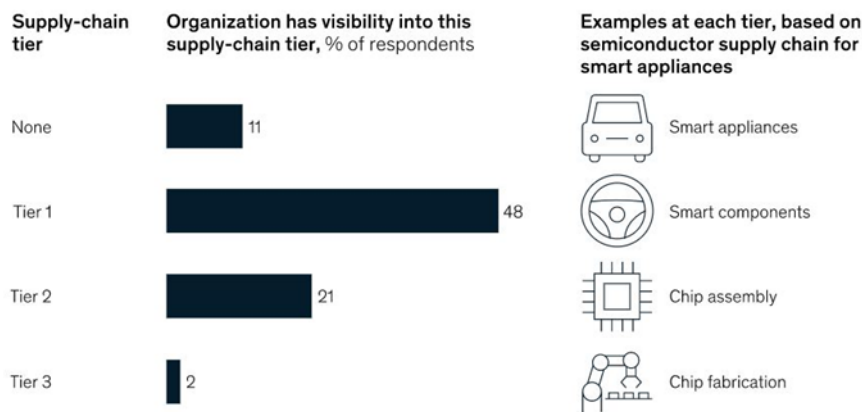 Supply-chain
tier
Organization has visibility into this
supply-chain tier, % of respondents
Examples at each tier, based on
semiconductor supply chain for
smart appliances
None
11
Smart appliances
Tier 1
48
Smart components
Tier 2
21
Chip assembly
Tier 3
2
Chip fabrication